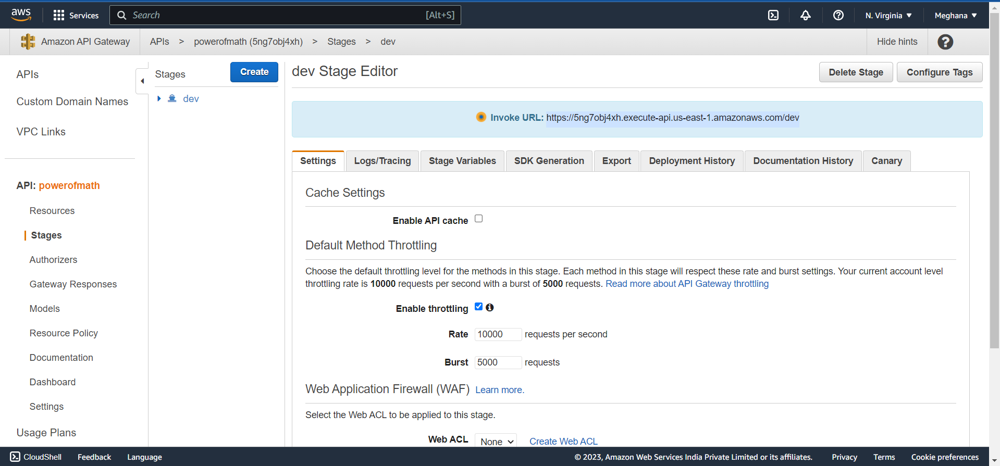 aws
Services
Search
[Alt+S]
N. Virginia ▼
Meghana ▼
Amazon API Gateway
APIs > powerofmath (5ng7obj4xh) > Stages > dev
Hide hints
APIs
Custom Domain Names
VPC Links
API: powerofmath
Resources
Stages
Authorizers
Gateway Responses
Models
Resource Policy
Documentation
Dashboard
Settings
Usage Plans
Stages
Create
dev
dev Stage Editor
Delete Stage
Configure Tags
Invoke URL: https://5ng7obj4xh.execute-api.us-east-1.amazonaws.com/dev
Settings
Logs/Tracing
Stage Variables
SDK Generation
Export
Deployment History
Documentation History
Canary
Cache Settings
Enable API cache
Default Method Throttling
Choose the default throttling level for the methods in this stage. Each method in this stage will respect these rate and burst settings. Your current account level
throttling rate is 10000 requests per second with a burst of 5000 requests. Read more about API Gateway throttling
Enable throttling
Rate 10000 requests per second
Burst 5000 requests
Web Application Firewall (WAF) Learn more.
Select the Web ACL to be applied to this stage.
Web ACL None Create Web ACL
CloudShell
Feedback
Language
© 2023, Amazon Web Services India Private Limited or its affiliates.
Privacy
Terms
Cookie preferences